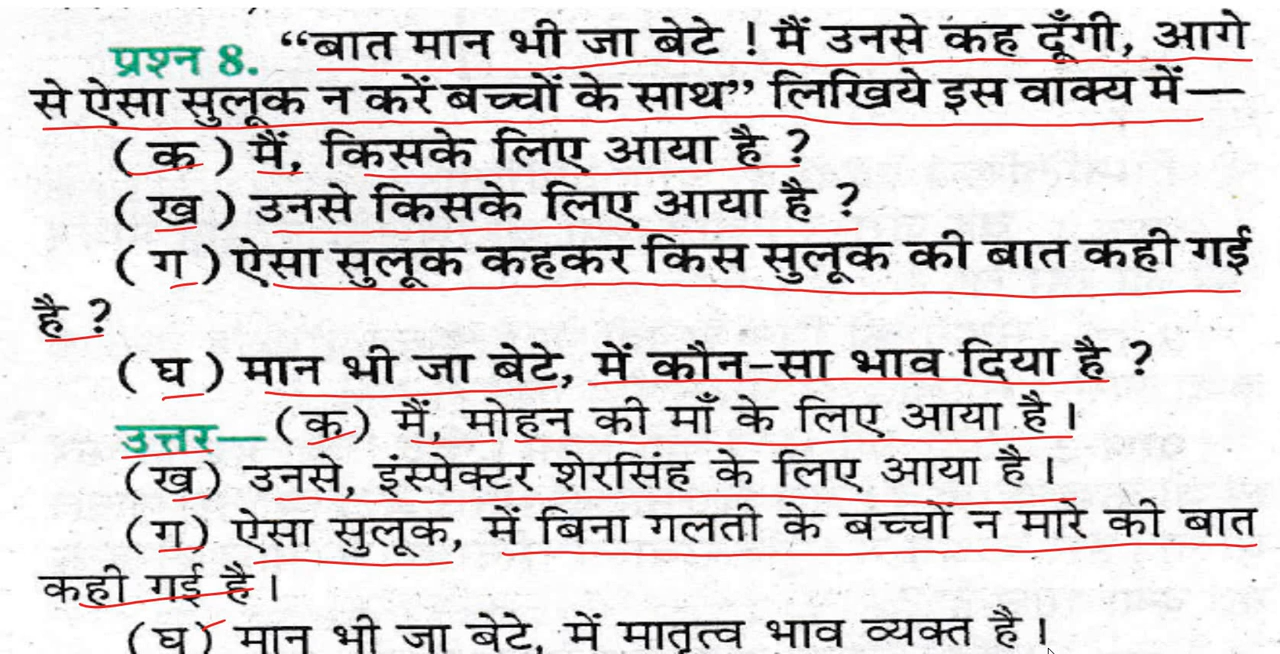 प्रश्न 8. “बात मान भी जा बेटे ! मैं उनसे कह दूँगी, आगे
से ऐसा सुलूक न करें बच्चों के साथ” लिखिये इस वाक्य में—
( क ) मैं, किसके लिए आया है ?
( ख ) उनसे किसके लिए आया है ?
( ग ) ऐसा सुलूक कहकर किस सुलूक की बात कही गई
है ?
( घ ) मान भी जा बेटे, में कौन-सा भाव दिया है ?
उत्तर— ( क ) मैं, मोहन की माँ के लिए आया है।
(ख) उनसे, इस्पेक्टर शेरसिंह के लिए आया है।
(ग) ऐसा सुलूक, में बिना गलती के बच्चों न मारे की बात
कही गई है।
(घ) मान भी जा बेटे, में मातृत्व भाव व्यक्त है।